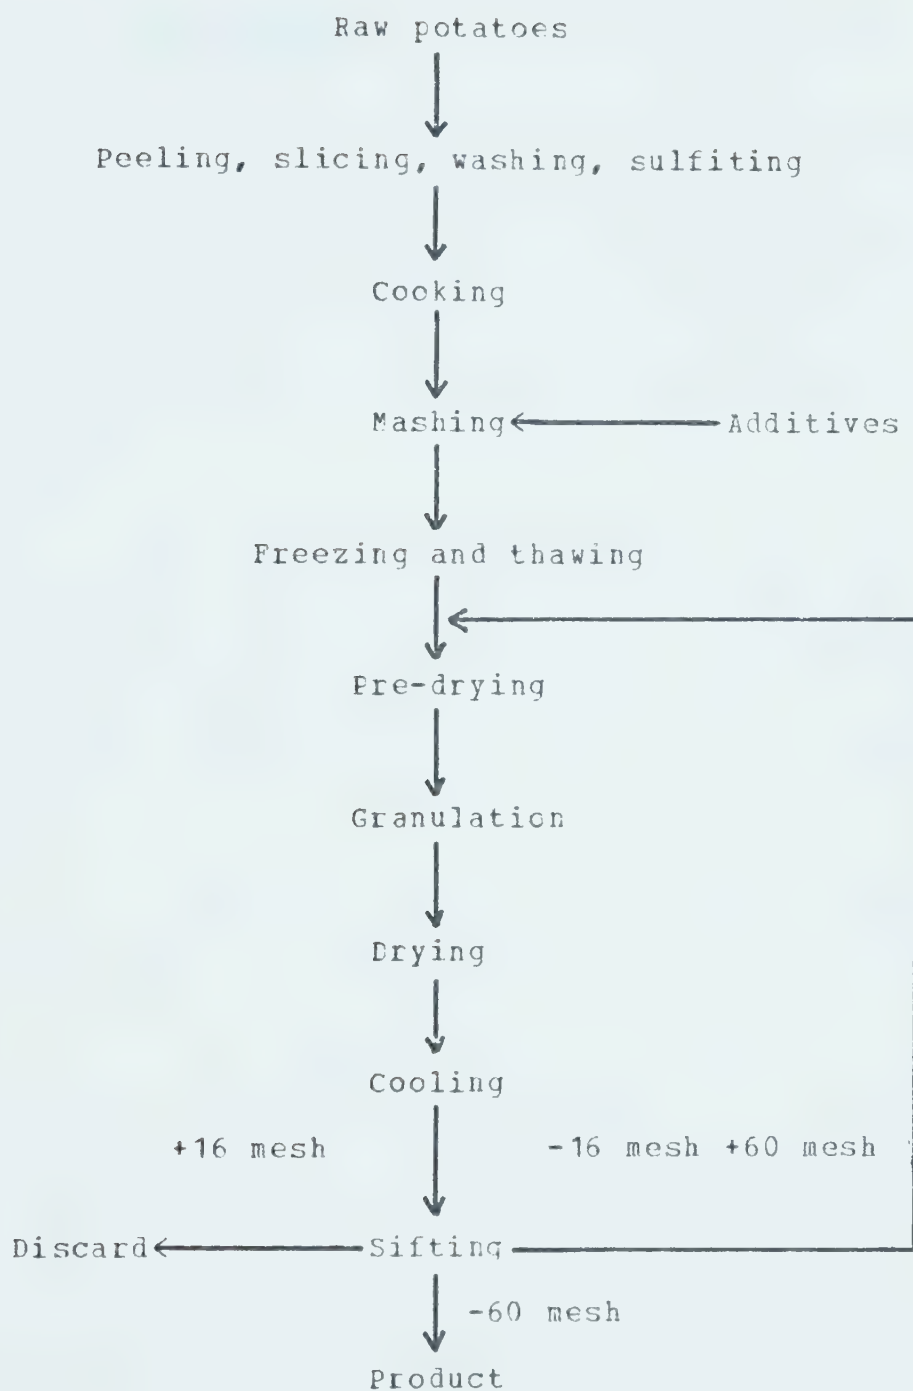 Raw potatoes
Peeling, slicing, washing, sulfiting
Cooking
Mashing
Additives
Freezing and thawing
Pre-drying
Granulation
Drying
Cooling
+16 mesh
-16 mesh +60 mesh
Discard
Sifting
-60 mesh
Product